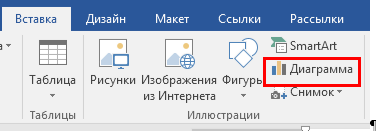 Вставка Дизайн Макет Ссылки Рассылки
Таблица
Рисунки
Изображения
из Интернета
Фигуры
SmartArt
Диаграмма
Снимок
Таблицы
Иллюстрации
¶